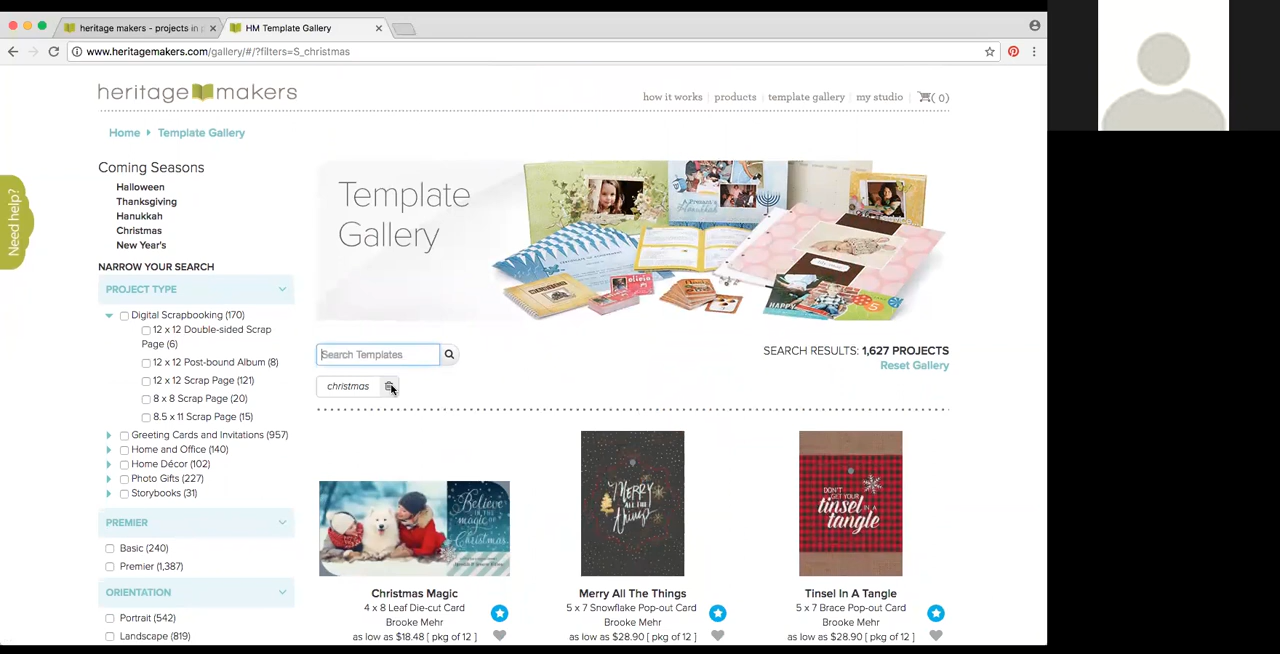 heritage makers - projects in p
HM Template Gallery
www.heritagemakers.com/gallery/#/?filters=S_christmas
heritage makers
how it works | products | template gallery | my studio | ( 0 )
Home Template Gallery
Need help?
Coming Seasons
Halloween
Thanksgiving
Hanukkah
Christmas
New Year's
NARROW YOUR SEARCH
PROJECT TYPE
Digital Scrapbooking (170)
12 x 12 Double-sided Scrap
Page (6)
12 x 12 Post-bound Album (8)
12 x 12 Scrap Page (121)
8 x 8 Scrap Page (20)
8.5 x 11 Scrap Page (15)
Greeting Cards and Invitations (957)
Home and Office (140)
Home Décor (102)
Photo Gifts (227)
Storybooks (31)
PREMIER
Basic (240)
Premier (1,387)
ORIENTATION
Portrait (542)
Landscape (819)
Template
Gallery
Search Templates
christmas
SEARCH RESULTS: 1,627 PROJECTS
Reset Gallery
Believe
IN THE
magic OF
Christmas
MERRY
ALL THE
things
DON'T
GET YOUR
tinsel IN A
tangle
Christmas Magic
4 x 8 Leaf Die-cut Card
Brooke Mehr
as low as $18.48 [ pkg of 12 ]
Merry All The Things
5 x 7 Snowflake Pop-out Card
Brooke Mehr
as low as $28.90 [ pkg of 12 ]
Tinsel In A Tangle
5 x 7 Brace Pop-out Card
Brooke Mehr
as low as $28.90 [ pkg of 12 ]